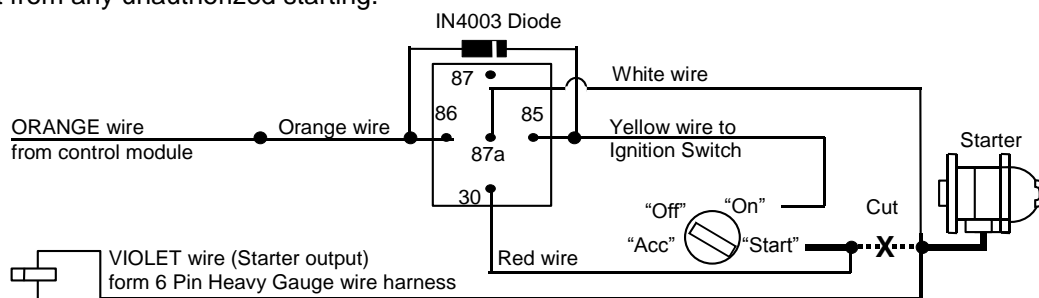 from any unauthorized starting.
IN4003 Diode
87
White wire
86
85
ORANGE wire
Orange wire
Yellow wire to
from control module
87a
Ignition Switch
Starter
30
"Off"
"On"
Cut
"Acc"
"Start"
X
VIOLET wire (Starter output)
Red wire
form 6 Pin Heavy Gauge wire harness